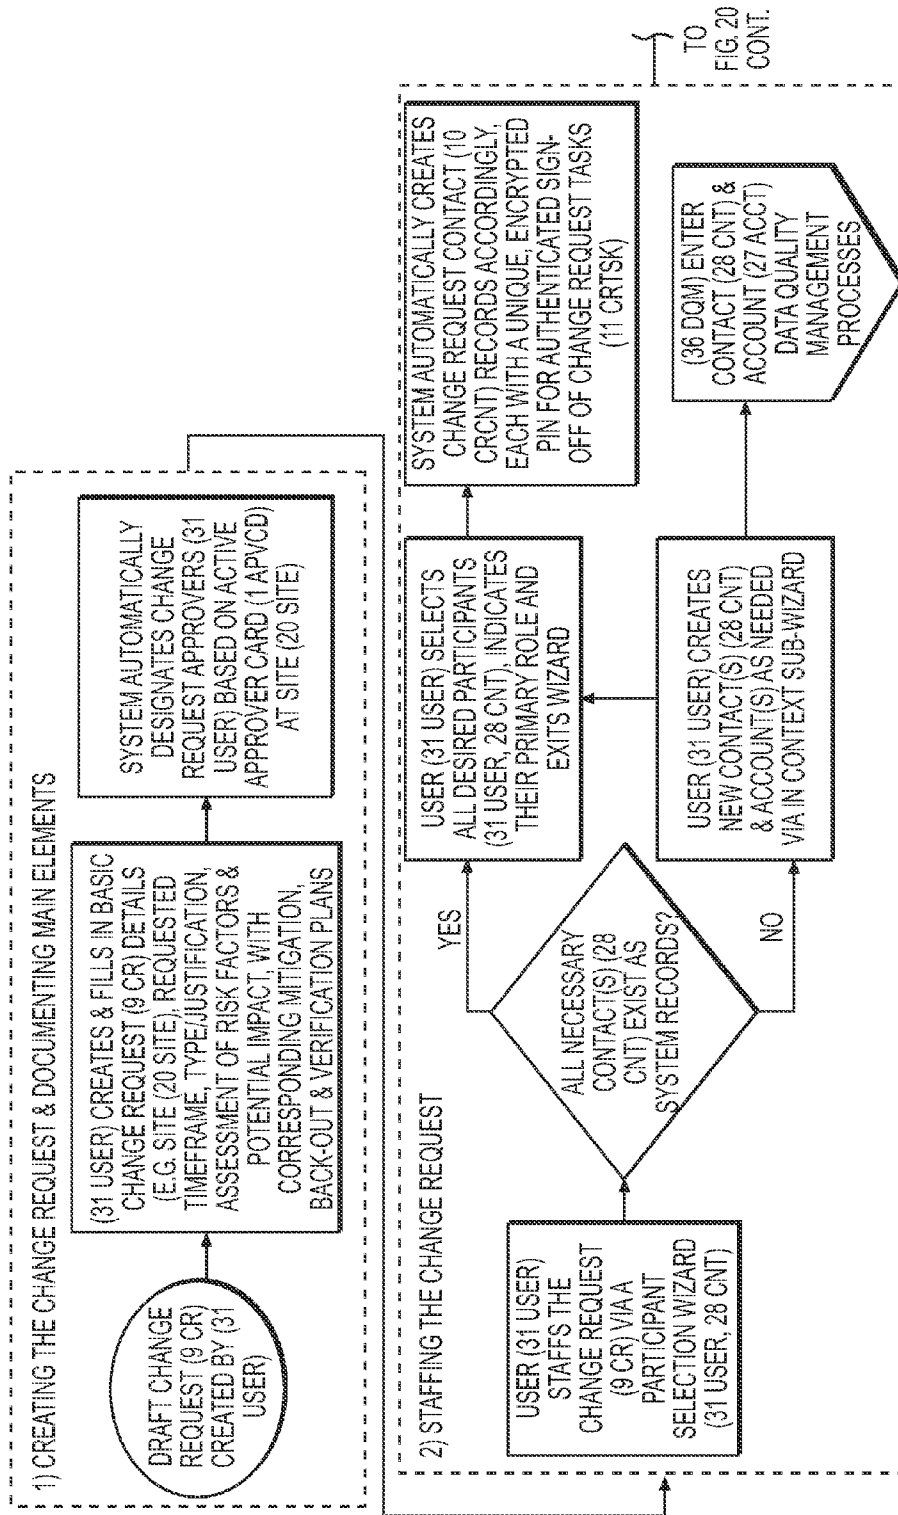 1) CREATING THE CHANGE REQUEST & DOCUMENTING MAIN ELEMENTS
DRAFT CHANGE
REQUEST (9 CR)
CREATED BY (31
USER)
(31 USER) CREATES & FILLS IN BASIC
CHANGE REQUEST (9 CR) DETAILS
(E.G. SITE (20 SITE), REQUESTED
TIMEFRAME, TYPE/JUSTIFICATION,
ASSESSMENT OF RISK FACTORS &
POTENTIAL IMPACT, WITH
CORRESPONDING MITIGATION,
BACK-OUT & VERIFICATION PLANS
SYSTEM AUTOMATICALLY
DESIGNATES CHANGE
REQUEST APPROVERS (31
USER) BASED ON ACTIVE
APPROVER CARD (1 APVCD)
AT SITE (20 SITE)
2) STAFFING THE CHANGE REQUEST
USER (31 USER)
STAFFS THE
CHANGE REQUEST
(9 CR) VIA A
PARTICIPANT
SELECTION WIZARD
(31 USER, 28 CNT)
ALL NECESSARY
CONTACT(S) (28
CNT) EXIST AS
SYSTEM RECORDS?
YES
USER (31 USER) SELECTS
ALL DESIRED PARTICIPANTS
(31 USER, 28 CNT), INDICATES
THEIR PRIMARY ROLE AND
EXITS WIZARD
SYSTEM AUTOMATICALLY CREATES
CHANGE REQUEST CONTACT (10
CRCNT) RECORDS ACCORDINGLY,
EACH WITH A UNIQUE, ENCRYPTED
PIN FOR AUTHENTICATED SIGN-
OFF OF CHANGE REQUEST TASKS
(11 CRTSK)
NO
USER (31 USER) CREATES
NEW CONTACT(S) (28 CNT)
& ACCOUNT(S) AS NEEDED
VIA IN CONTEXT SUB-WIZARD
(36 DQM) ENTER
CONTACT (28 CNT) &
ACCOUNT (27 ACCT)
DATA QUALITY
MANAGEMENT
PROCESSES
TO
FIG. 20
CONT.